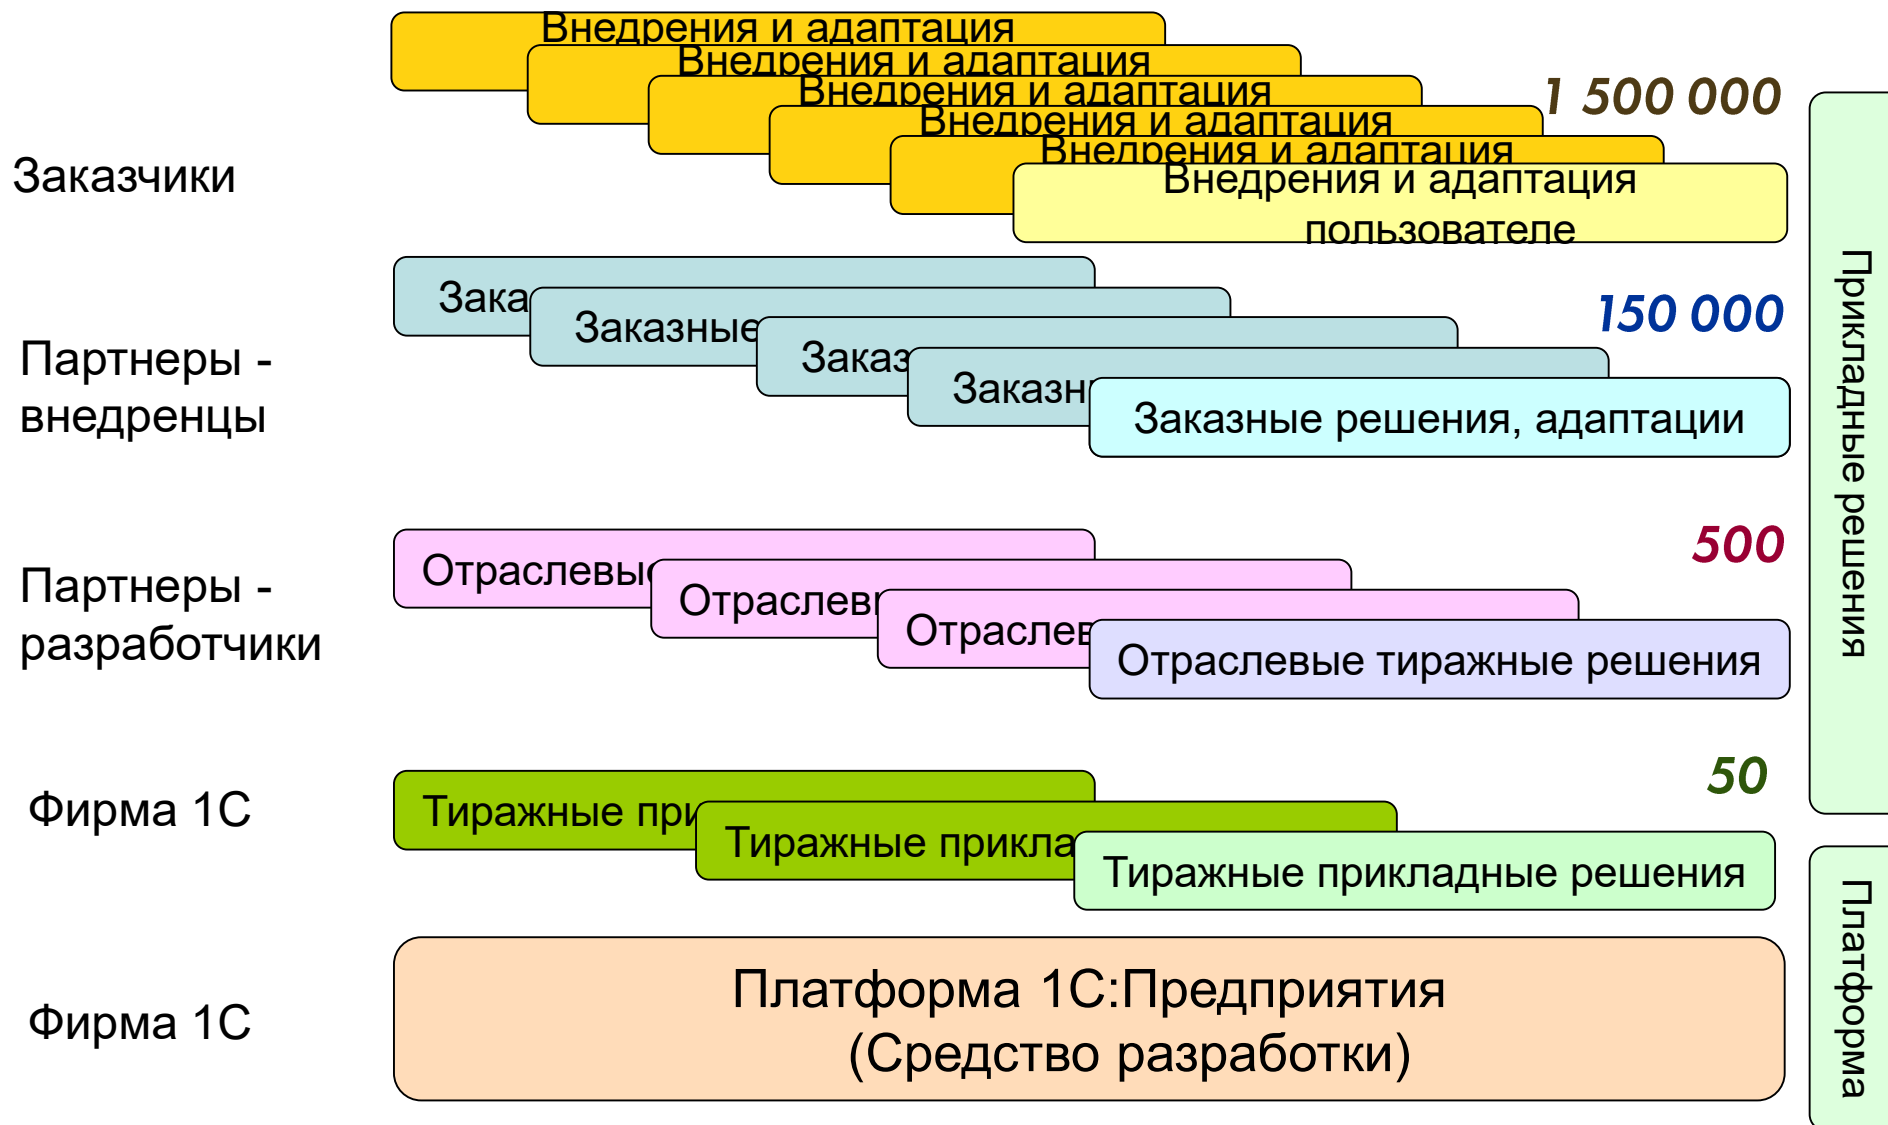 Внедрения и адаптация
Внедрения и адаптация
Внедрения и адаптация
Внедрения и адаптация
Внедрения и адаптация
Внедрения и адаптация
пользователе
1 500 000
Заказчики
Зака
Заказные
Заказ
Заказн
Заказные решения, адаптации
150 000
Партнеры -
внедренцы
Отраслевые
Отраслев
Отраслев
Отраслевые тиражные решения
500
Партнеры -
разработчики
Тиражные при
Тиражные прикла
Тиражные прикладные решения
50
Фирма 1С
Платформа 1С:Предприятия
(Средство разработки)
Фирма 1С
Прикладные решения
Платформа